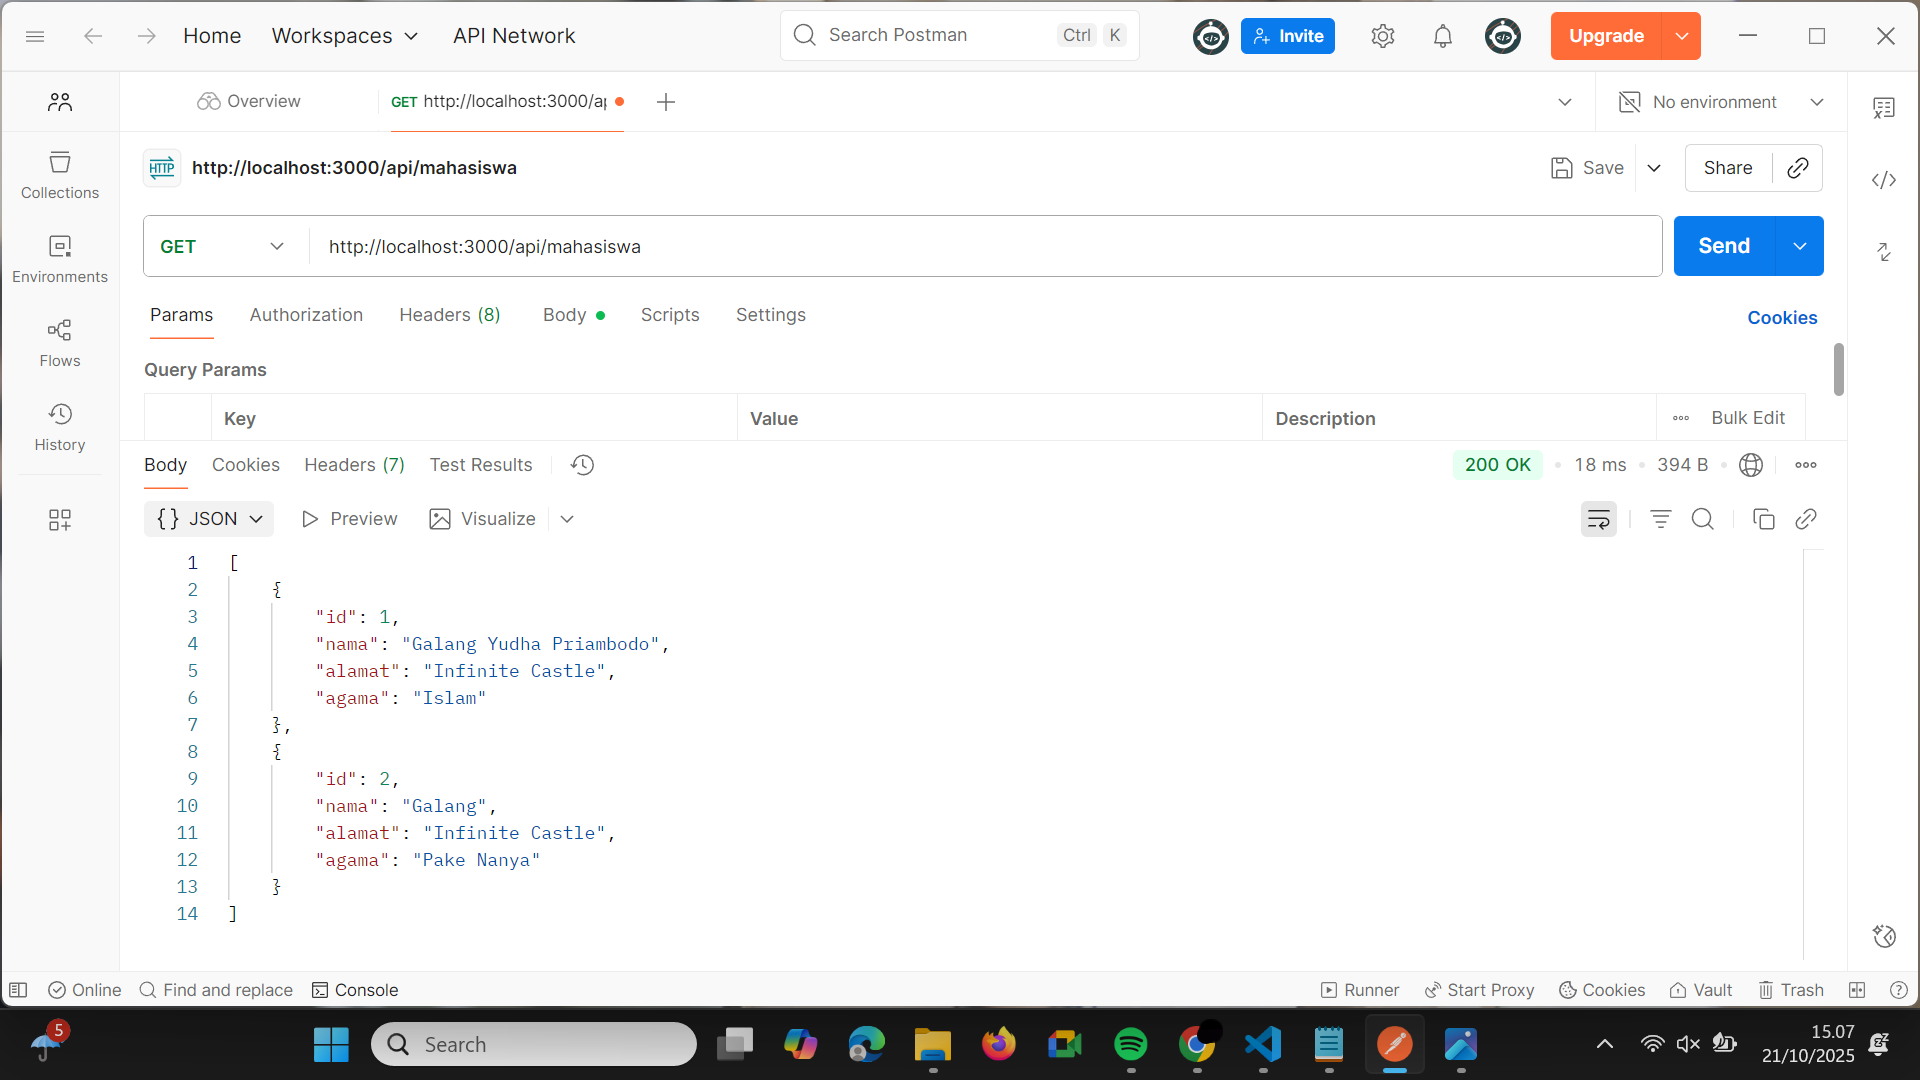 Home Workspaces API Network Search Postman Ctrl K Invite Upgrade
Overview GET http://localhost:3000/ap No environment
HTTP http://localhost:3000/api/mahasiswa Save Share
GET http://localhost:3000/api/mahasiswa Send
Params Authorization Headers (8) Body Scripts Settings Cookies
Query Params
Key Value Description Bulk Edit
Collections
Environments
Flows
History
Body Cookies Headers (7) Test Results 200 OK 18 ms 394 B
{} JSON Preview Visualize
1 [
2 {
3 "id": 1,
4 "nama": "Galang Yudha Priambodo",
5 "alamat": "Infinite Castle",
6 "agama": "Islam"
7 },
8 {
9 "id": 2,
10 "nama": "Galang",
11 "alamat": "Infinite Castle",
12 "agama": "Pake Nanya"
13 }
14 ]
Online Find and replace Console Runner Start Proxy Cookies Vault Trash
5 Search 15.07
21/10/2025